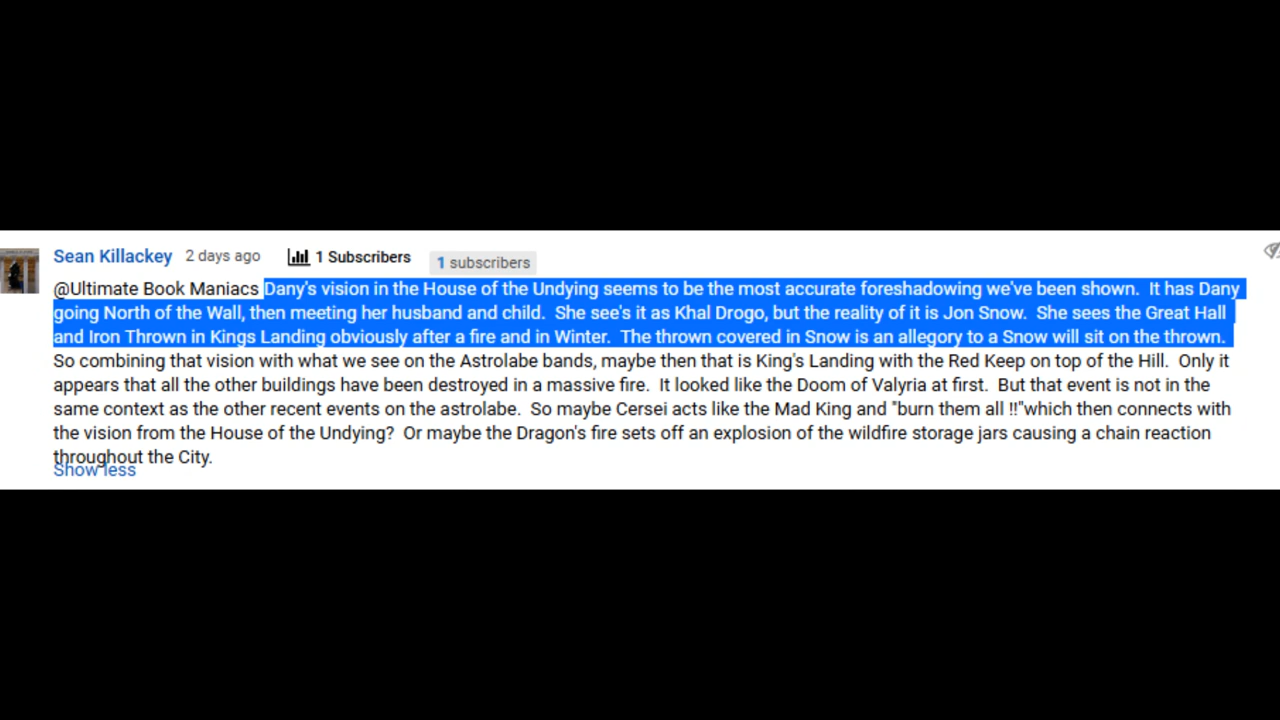 Sean Killackey 2 days ago 1 Subscribers 1 subscribers
@Ultimate Book Maniacs Dany's vision in the House of the Undying seems to be the most accurate foreshadowing we've been shown. It has Dany
going North of the Wall, then meeting her husband and child. She see's it as Khal Drogo, but the reality of it is Jon Snow. She sees the Great Hall
and Iron Thrown in Kings Landing obviously after a fire and in Winter. The thrown covered in Snow is an allegory to a Snow will sit on the thrown.
So combining that vision with what we see on the Astrolabe bands, maybe then that is King's Landing with the Red Keep on top of the Hill. Only it
appears that all the other buildings have been destroyed in a massive fire. It looked like the Doom of Valyria at first. But that event is not in the
same context as the other recent events on the astrolabe. So maybe Cersei acts like the Mad King and "burn them all !!"which then connects with
the vision from the House of the Undying? Or maybe the Dragon's fire sets off an explosion of the wildfire storage jars causing a chain reaction
throughout the City.
Show less